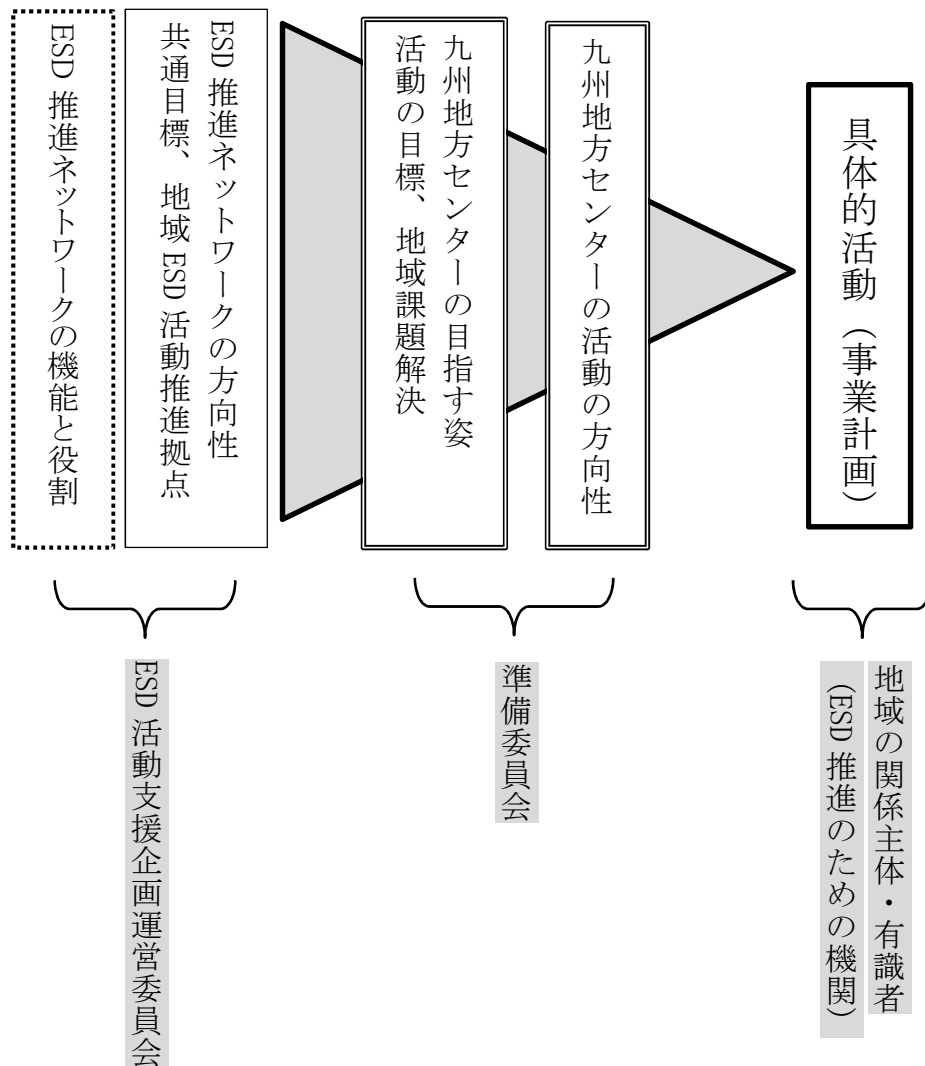 ESD 推進ネットワークの機能と役割
ESD 推進ネットワークの方向性
共通目標、地域 ESD 活動推進拠点
九州地方センターの目指す姿
活動の目標、地域課題解決
九州地方センターの活動の方向性
具体的活動（事業計画）
ESD 活動支援企画運営委員会
準備委員会
地域の関係主体・有識者
（ESD 推進のための機関）